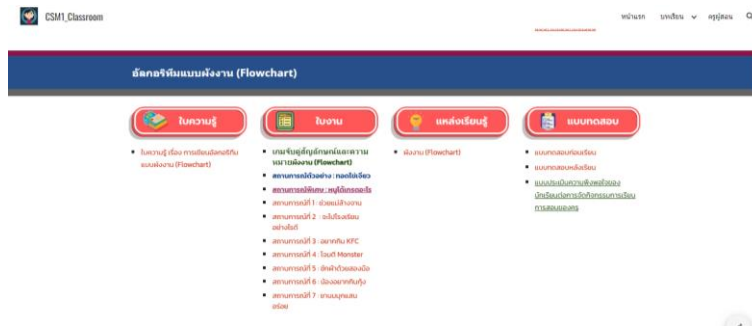 CSM1_Classroom
หน้าแรก
บทเรียน
ครูผู้สอน
อัลกอริทึมแบบผังงาน (Flowchart)
ใบความรู้
ใบความรู้ เรื่อง การเขียนอัลกอริทึม
แบบผังงาน (Flowchart)
ใบงาน
เกมจับคู่สัญลักษณ์และความ
หมายผังงาน (Flowchart)
สถานการณ์ตัวอย่าง : ทอดไข่เจียว
สถานการณ์พิเศษ : หนูได้เกรดอะไร
สถานการณ์ที่ 1 : ช่วยแม่ล้างจาน
สถานการณ์ที่ 2 : จะไปโรงเรียน
อย่างไรดี
สถานการณ์ที่ 3 : อยากกิน KFC
สถานการณ์ที่ 4 : โจมตี Monster
สถานการณ์ที่ 5 : ซักผ้าด้วยสองมือ
สถานการณ์ที่ 6 : น้องอยากกินกุ้ง
สถานการณ์ที่ 7 : ชานมมุกแสน
อร่อย
แหล่งเรียนรู้
ผังงาน (Flowchart)
แบบทดสอบ
แบบทดสอบก่อนเรียน
แบบทดสอบหลังเรียน
แบบประเมินความพึงพอใจของ
นักเรียนต่อการจัดกิจกรรมการเรียน
การสอนของครู